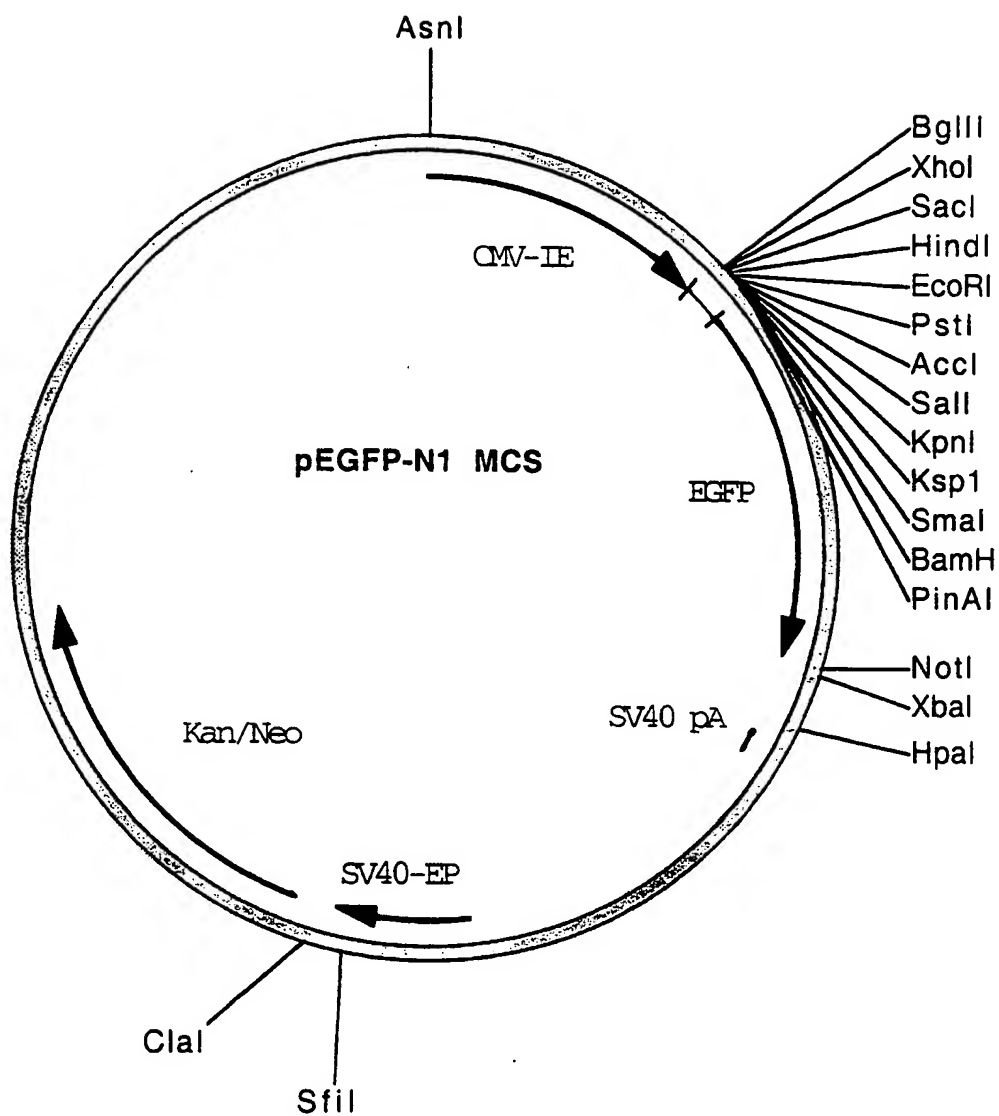 AsnI
BglII
XhoI
SacI
HindI
EcoRI
PstI
AccI
SalI
KpnI
Ksp1
SmaI
BamH
PinAI
CMV-IE
pEGFP-N1 MCS
EGFP
NotI
XbaI
HpaI
SV40 pA
Kan/Neo
SV40-EP
ClaI
SfiI